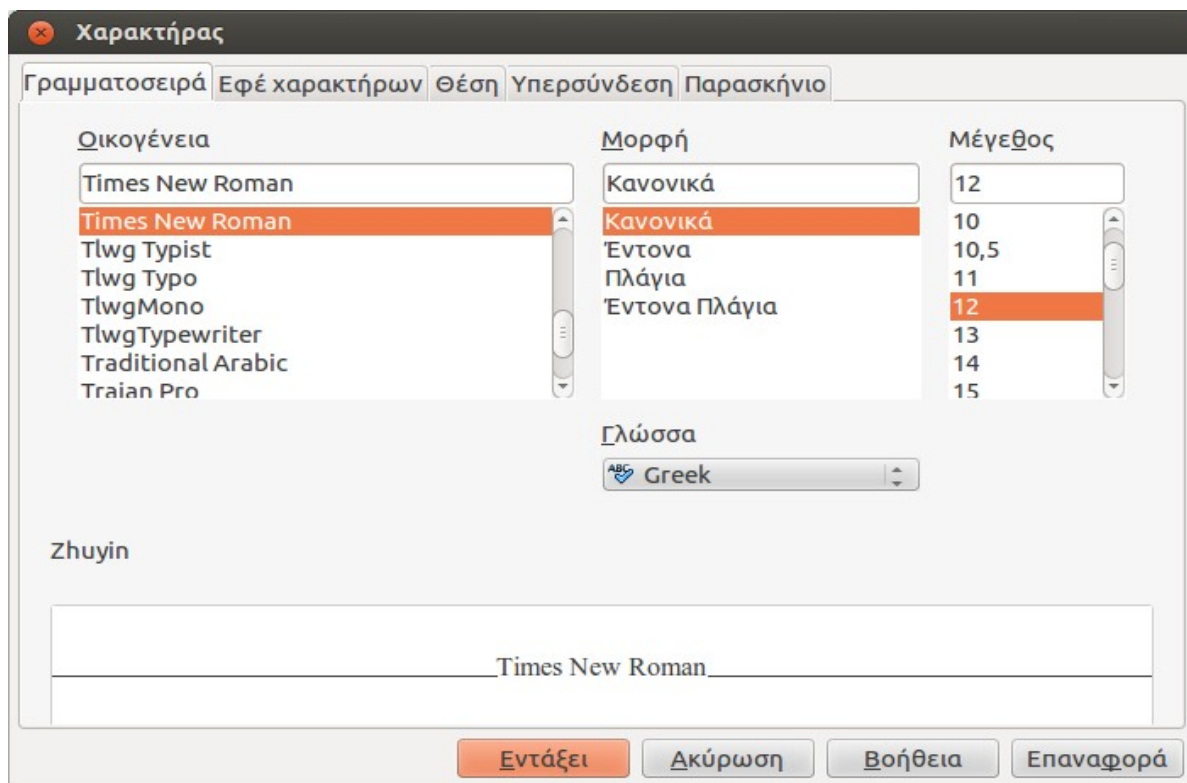 Χαρακτήρας
Γραμματοσειρά Εφέ χαρακτήρων Θέση Υπερσύνδεση Παρασκήνιο
Οικογένεια Μορφή Μέγεθος
Times New Roman Κανονικά 12
Times New Roman Κανονικά 10
Tlwg Typist Έντονα 10,5
Tlwg Typo Πλάγια 11
TlwgMono Έντονα Πλάγια 12
TlwgTypewriter 13
Traditional Arabic 14
Trajan Pro 15
Γλώσσα
ABC Greek
Zhuyin
Times New Roman
Εντάξει Ακύρωση Βοήθεια Επαναφορά